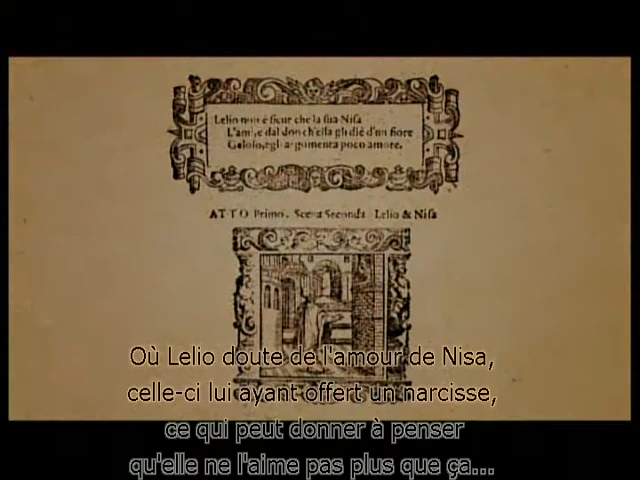 Lelio non è sicur che la sua Nisa
L'ami, e dal don ch'ella gli diè d'un fiore
Geloso, egli argumenta poco amore.
ATTO Primo. Scena Seconda Lelio & Nisa
Où Lelio doute de l'amour de Nisa,
celle-ci lui ayant offert un narcisse,
ce qui peut donner à penser
qu'elle ne l'aime pas plus que ça...